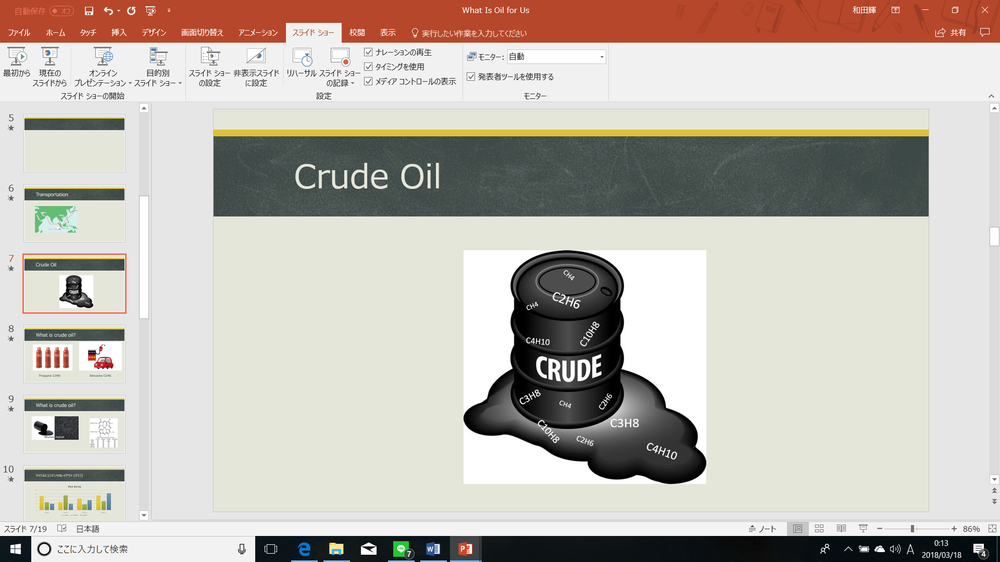 自動保存 オフ
What Is Oil for Us
和田輝
ファイル ホーム タッチ 挿入 デザイン 画面切り替え アニメーション スライド ショー 校閲 表示 実行したい作業を入力してください
共有
最初から
現在の
スライドから
オンライン
プレゼンテーション
目的別
スライド ショー
スライド ショーの開始
スライド ショー
の設定
非表示スライド
に設定
リハーサル
スライド ショー
の記録
ナレーションの再生
タイミングを使用
メディア コントロールの表示
設定
モニター: 自動
発表者ツールを使用する
モニター
5
6
Transportation
7
Crude Oil
CRUDE
8
What is crude oil?
GAS
Propane C3H8
Benzene C6H6
9
What is crude oil?
10
タイトルとコンテンツのレイアウト (グラフ)
グラフ タイトル
Crude Oil
CH4
C2H6
CH4
C10H8
C4H10
CRUDE
C3H8
CH4
C2H6
C3H8
C10H8
C2H6
C4H10
スライド 7/19
日本語
ノート
86%
ここに入力して検索
LINE
7
A
0:13
2018/03/18
4